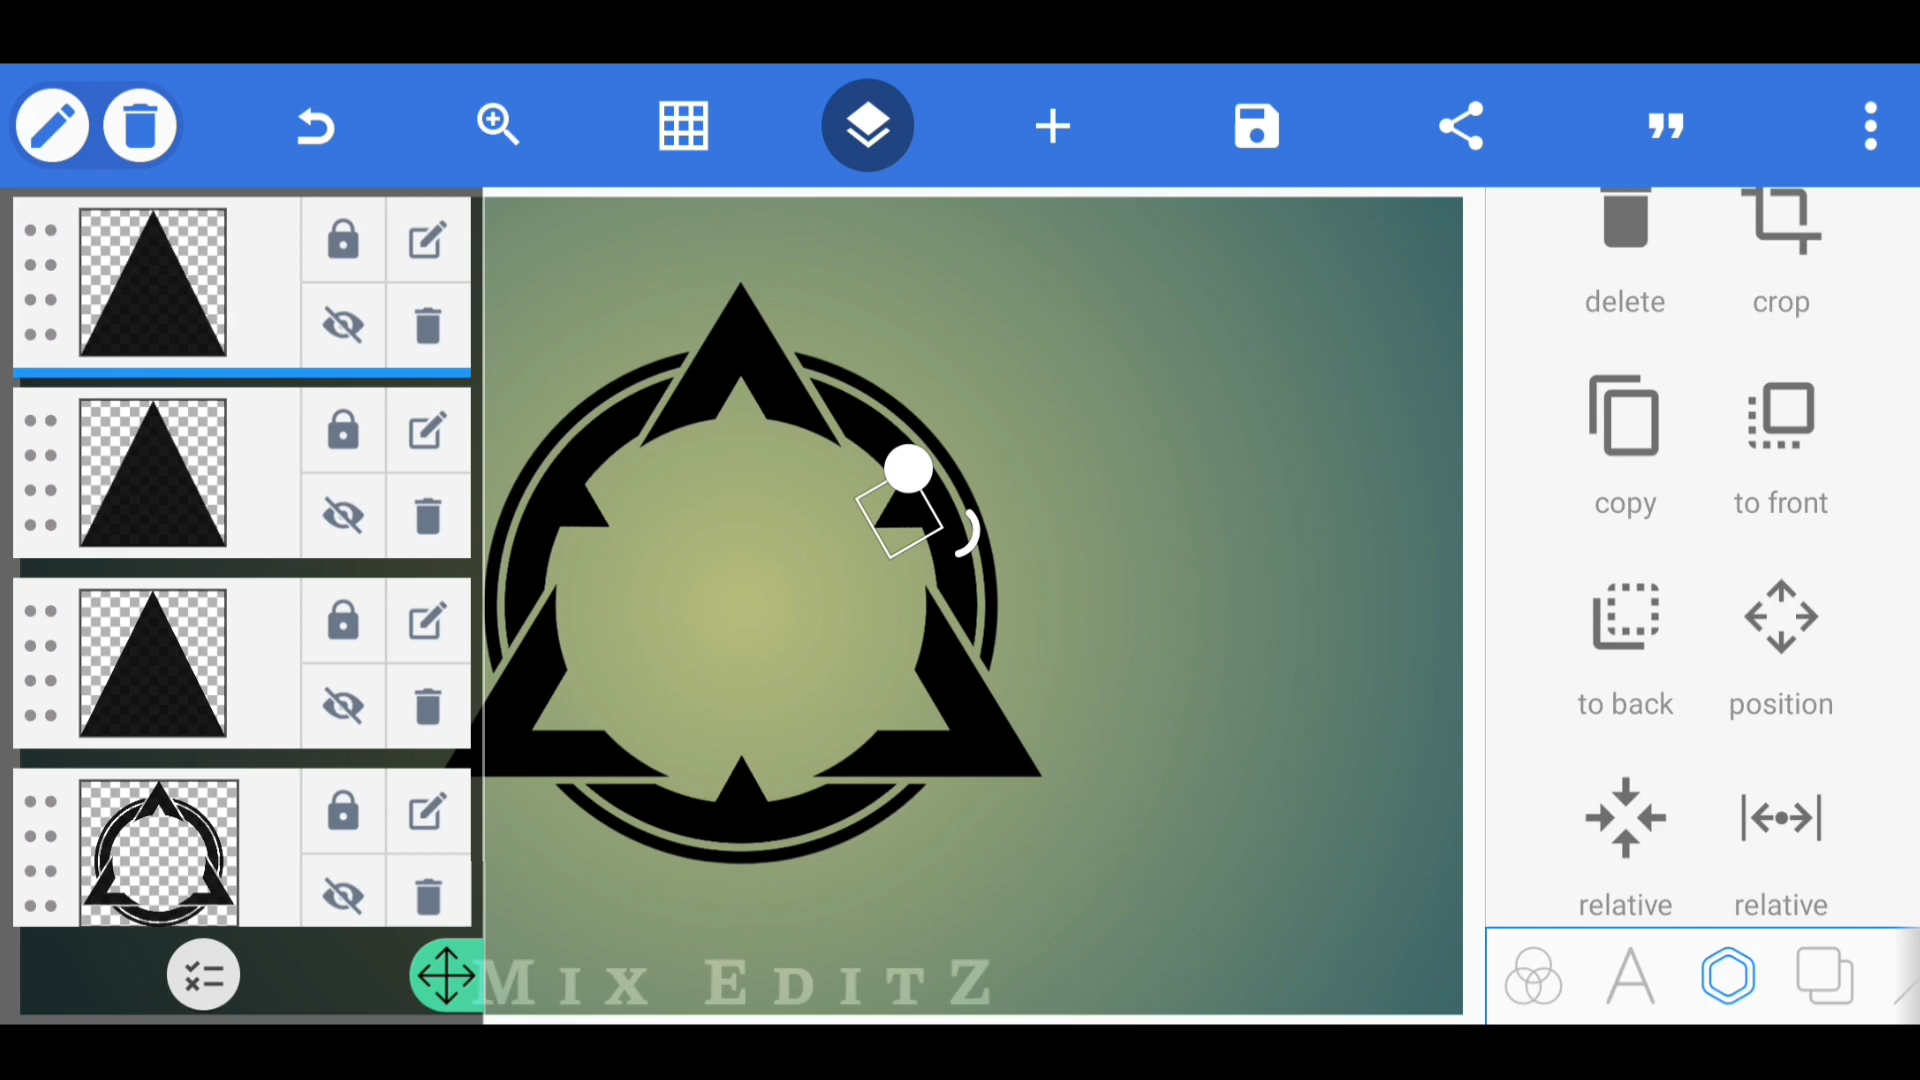 delete crop
copy to front
to back position
relative relative
Mix EditZ